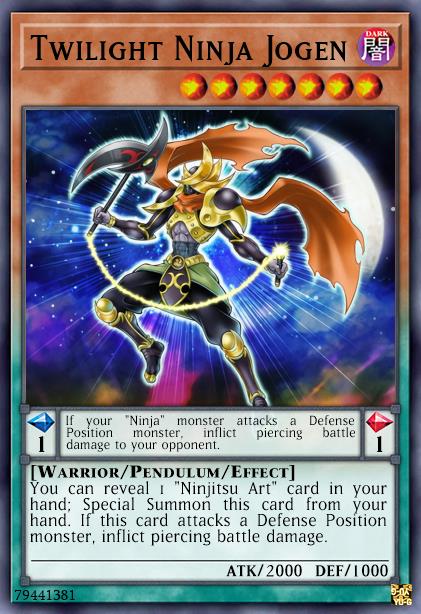 Twilight Ninja Jogen
DARK
闇
If your "Ninja" monster attacks a Defense
Position monster, inflict piercing battle
damage to your opponent.
1
1
[Warrior/Pendulum/Effect]
You can reveal 1 "Ninjitsu Art" card in your
hand; Special Summon this card from your
hand. If this card attacks a Defense Position
monster, inflict piercing battle damage.
ATK/2000 DEF/1000
79441381